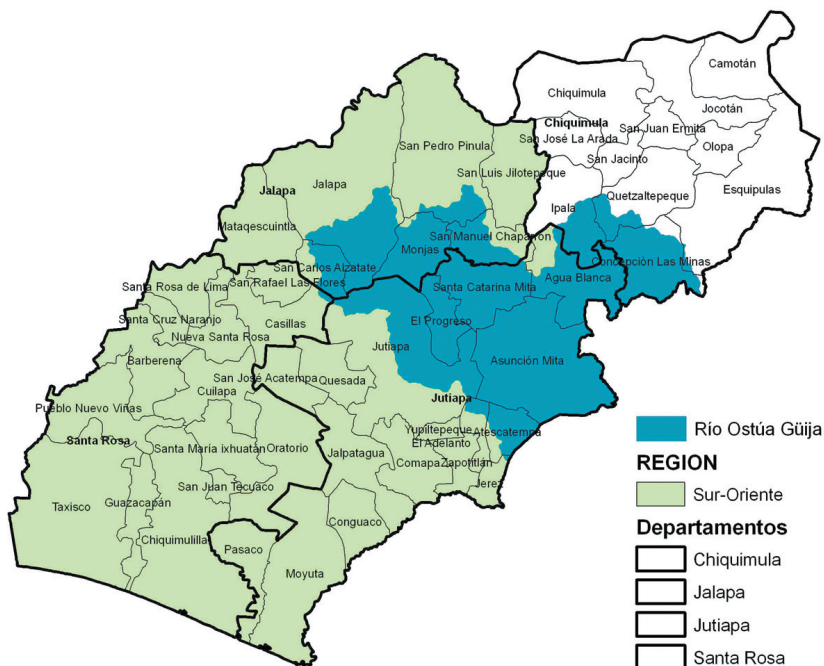 Camotán
Chiquimula
Jocotán
Chiquimula
San Juan Ermita
San José La Arada
Olopa
San Pedro Pinula
San Jacinto
San Luis Jilotepeque
Jalapa
Jalapa
Quetzaltepeque
Esquipulas
Ipala
Mataquescuintla
Monjas
San Manuel Chaparrón
San Carlos Alzatate
Concepción Las Minas
Agua Blanca
San Rafael Las Flores
Santa Rosa de Lima
Santa Catarina Mita
Santa Cruz Naranjo
Casillas
El Progreso
Nueva Santa Rosa
Jutiapa
Barberena
Asunción Mita
San José Acatempa
Quesada
Cuilapa
Jutiapa
Pueblo Nuevo Viñas
Yupiltepeque
Atescatempa
Santa Rosa
El Adelanto
Santa María ixhuatán
Oratorio
Jalpatagua
Comapa
Zapotitlán
San Juan Tecuaco
Jerez
Taxisco
Guazacapán
Conguaco
Chiquimulilla
Pasaco
Moyuta
Río Ostúa Güija
REGION
Sur-Oriente
Departamentos
Chiquimula
Jalapa
Jutiapa
Santa Rosa